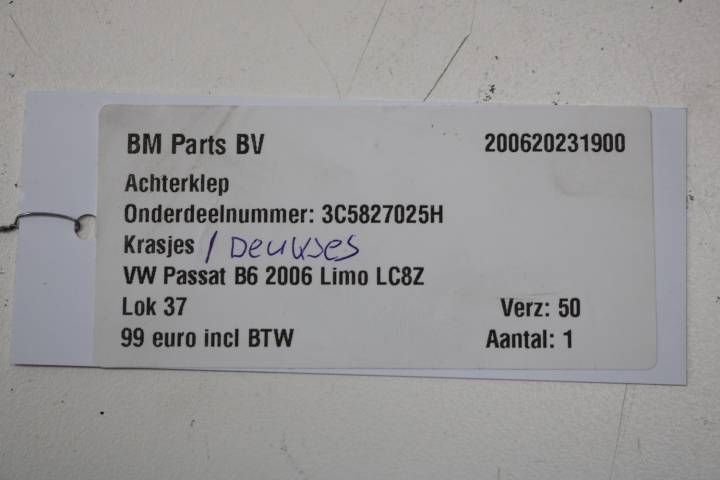 BM Parts BV 200620231900
Achterklep
Onderdeelnummer: 3C5827025H
Krasjes / Deukjes
VW Passat B6 2006 Limo LC8Z
Lok 37 Verz: 50
99 euro incl BTW Aantal: 1